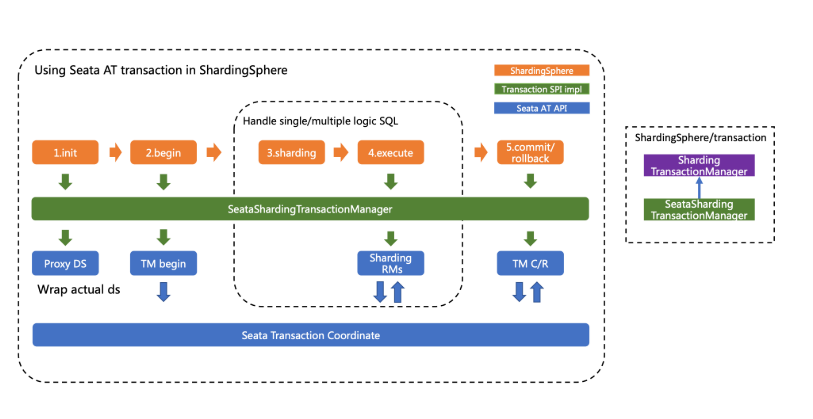 Using Seata AT transaction in ShardingSphere
ShardingSphere
Transaction SPI impl
Seata AT API
Handle single/multiple logic SQL
1.init
2.begin
3.sharding
4.execute
5.commit/
rollback
SeataShardingTransactionManager
Proxy DS
TM begin
Sharding
RMs
TM C/R
Wrap actual ds
Seata Transaction Coordinate
ShardingSphere/transaction
Sharding
TransactionManager
SeataSharding
TransactionManager